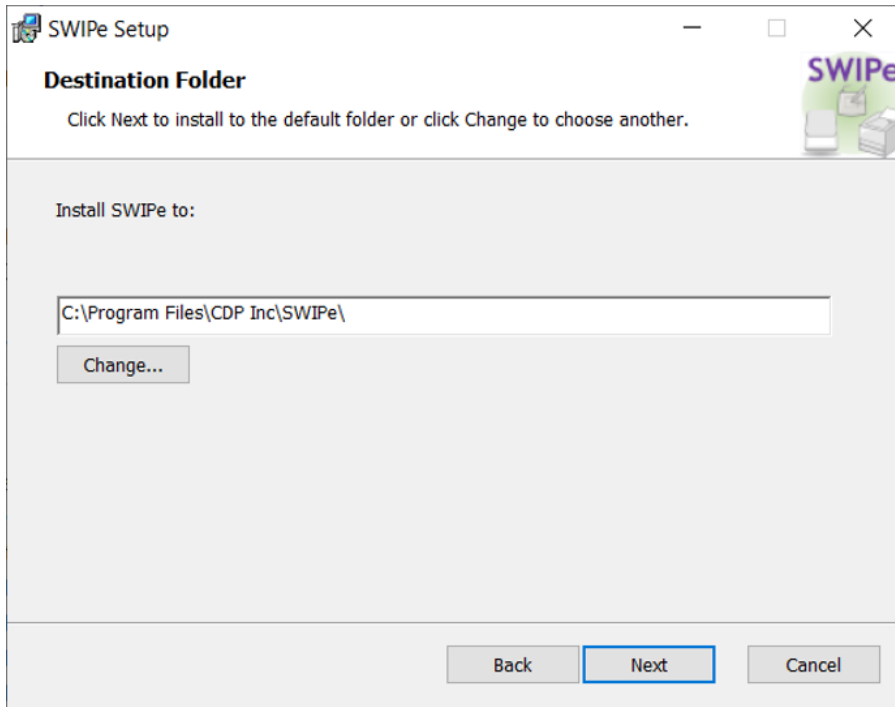 SWIPe Setup
Destination Folder
SWIPe
Click Next to install to the default folder or click Change to choose another.
Install SWIPe to:
C:\Program Files\CDP Inc\SWIPe\
Change...
Back
Next
Cancel